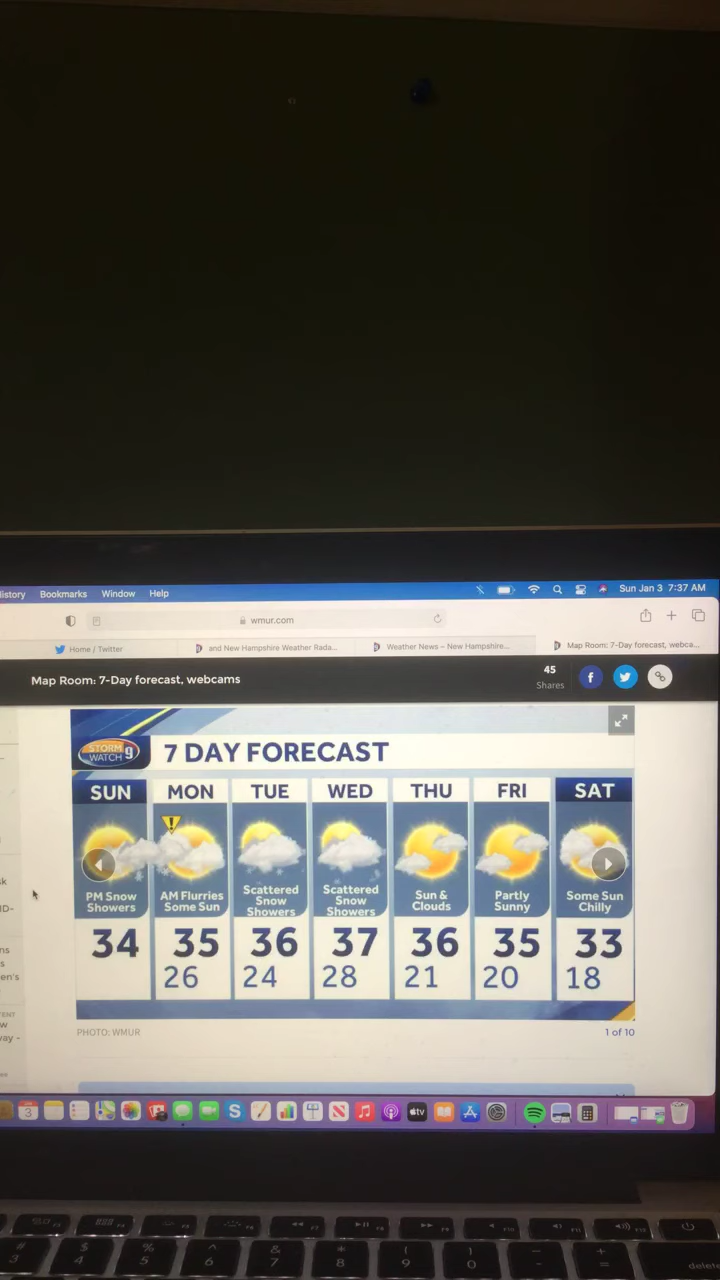 History Bookmarks Window Help Sun Jan 3 7:37 AM
wmur.com
Home / Twitter and New Hampshire Weather Rada... Weather News – New Hampshire... Map Room: 7-Day forecast, webca...
Map Room: 7-Day forecast, webcams
45
Shares
STORM
WATCH 9
7 DAY FORECAST
SUN MON TUE WED THU FRI SAT
PM Snow
Showers
AM Flurries
Some Sun
Scattered
Snow
Showers
Scattered
Snow
Showers
Sun &
Clouds
Partly
Sunny
Some Sun
Chilly
34 35 36 37 36 35 33
26 24 28 21 20 18
PHOTO: WMUR
1 of 10
tv
delete